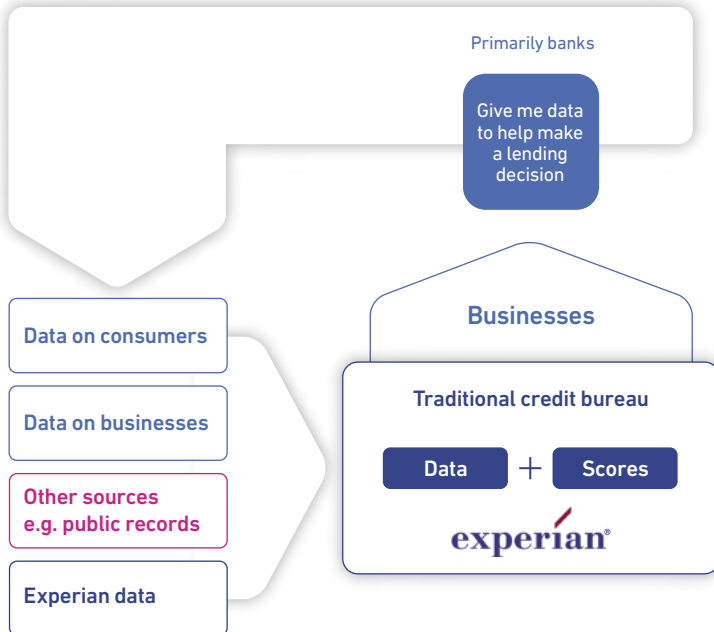 Primarily banks
Give me data
to help make
a lending
decision
Data on consumers
Data on businesses
Other sources
e.g. public records
Experian data
Businesses
Traditional credit bureau
Data + Scores
experian®